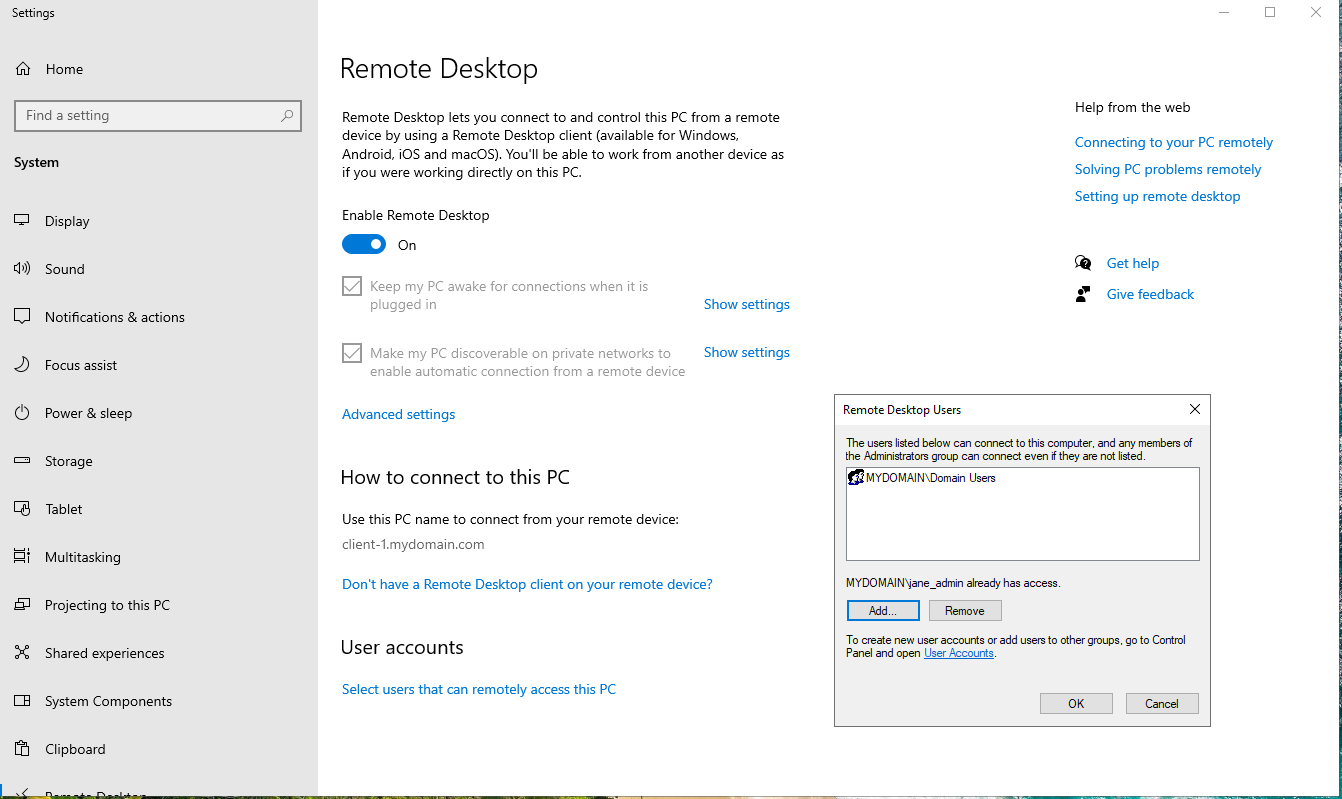 Settings
Home
Find a setting
System
Display
Sound
Notifications & actions
Focus assist
Power & sleep
Storage
Tablet
Multitasking
Projecting to this PC
Shared experiences
System Components
Clipboard
Remote Desktop
Remote Desktop
Remote Desktop lets you connect to and control this PC from a remote
device by using a Remote Desktop client (available for Windows,
Android, iOS and macOS). You'll be able to work from another device as
if you were working directly on this PC.
Enable Remote Desktop
On
Keep my PC awake for connections when it is
plugged in
Show settings
Make my PC discoverable on private networks to
enable automatic connection from a remote device
Show settings
Advanced settings
How to connect to this PC
Use this PC name to connect from your remote device:
client-1.mydomain.com
Don't have a Remote Desktop client on your remote device?
User accounts
Select users that can remotely access this PC
Help from the web
Connecting to your PC remotely
Solving PC problems remotely
Setting up remote desktop
Get help
Give feedback
Remote Desktop Users
The users listed below can connect to this computer, and any members of
the Administrators group can connect even if they are not listed.
MYDOMAIN\Domain Users
MYDOMAIN\jane_admin already has access.
Add...
Remove
To create new user accounts or add users to other groups, go to Control
Panel and open User Accounts.
OK
Cancel